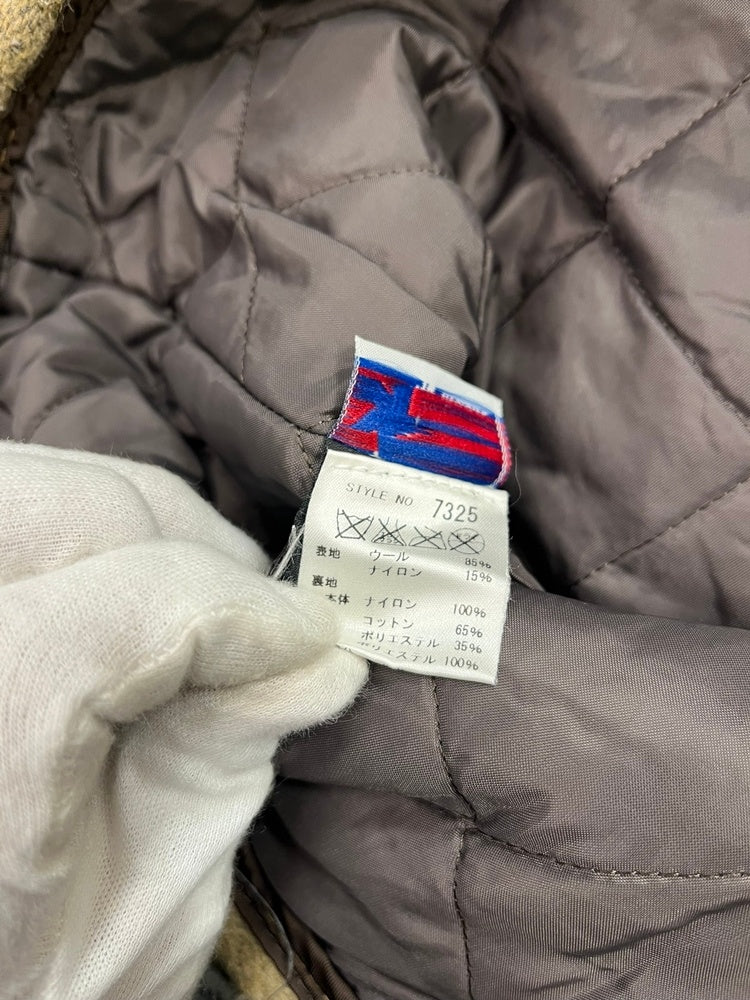 STYLE NO 7325
表地 ウール 85%
ナイロン 15%
裏地
本体 ナイロン 100%
コットン 65%
ポリエステル 35%
ポリエステル 100%